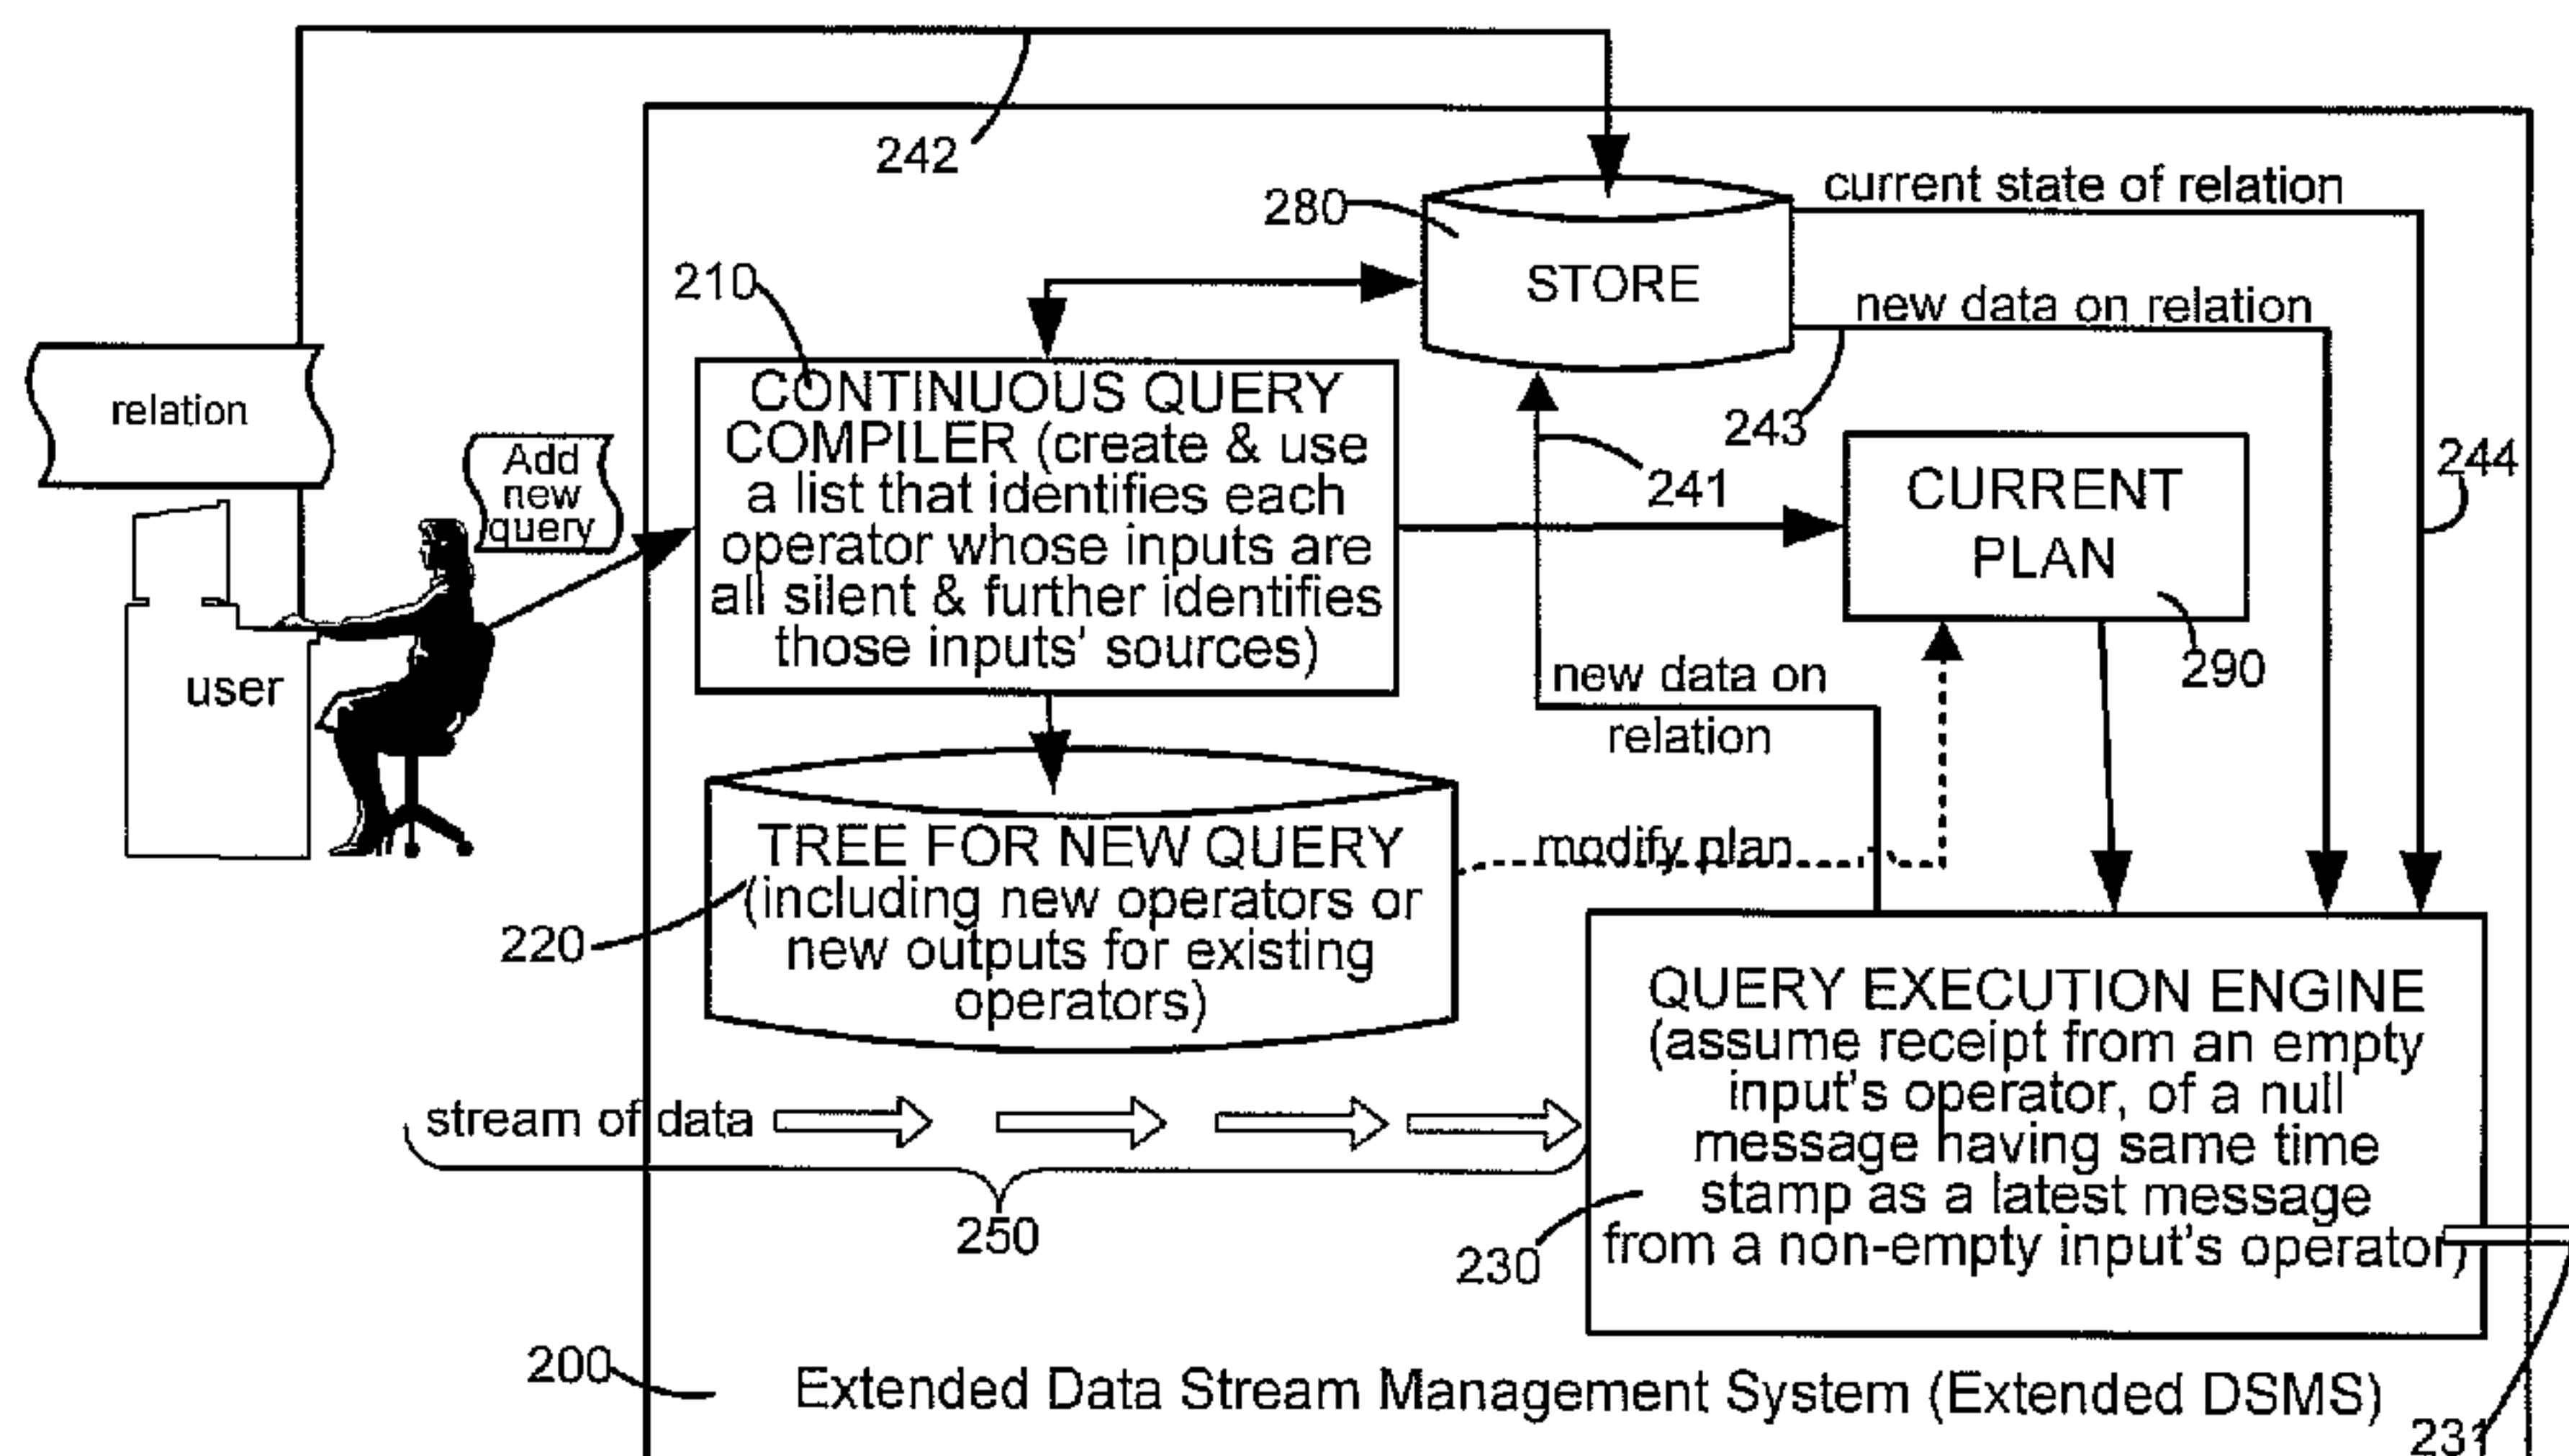 242
280
current state of relation
STORE
new data on relation
210
243
244
relation
Add
new
query
user
CONTINUOUS QUERY
COMPILER (create & use
a list that identifies each
operator whose inputs are
all silent & further identifies
those inputs' sources)
241
CURRENT
PLAN
290
new data on
relation
TREE FOR NEW QUERY
(including new operators or
new outputs for existing
operators)
220
modify plan
stream of data
250
QUERY EXECUTION ENGINE
(assume receipt from an empty
input's operator, of a null
message having same time
stamp as a latest message
from a non-empty input's operator)
230
200
Extended Data Stream Management System (Extended DSMS)
231